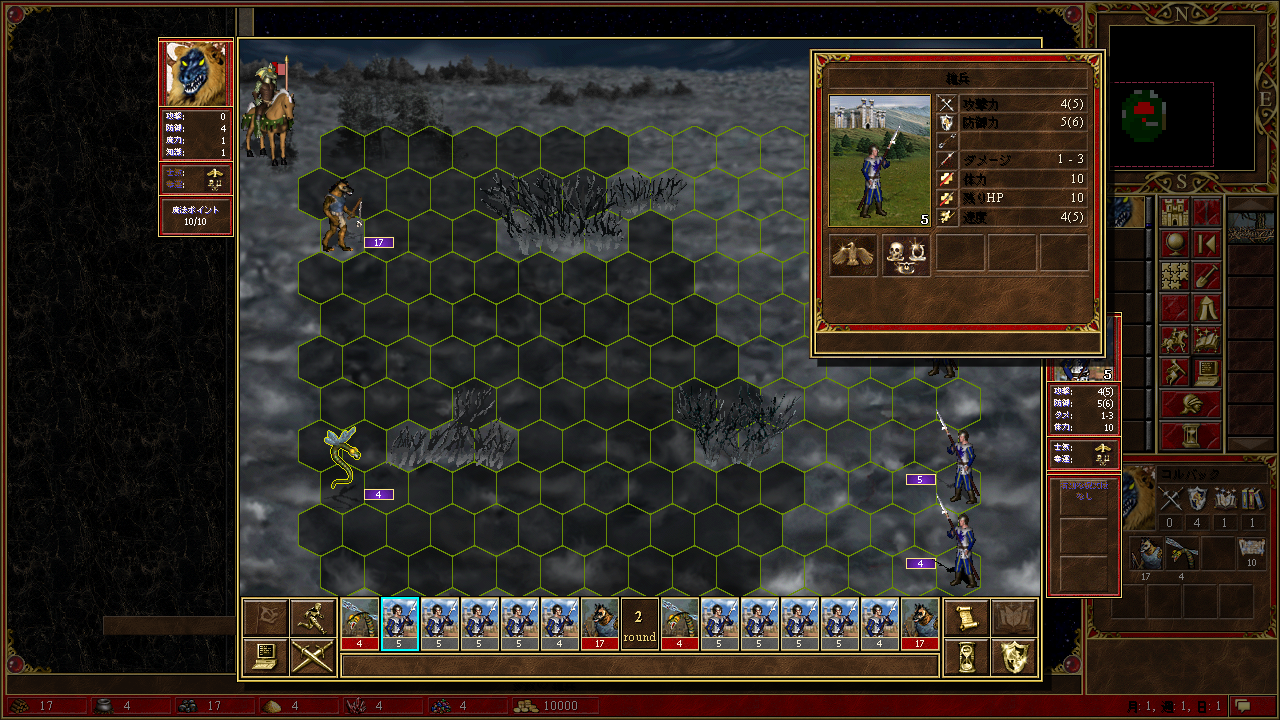 N
E
S
攻撃: 0
防御: 4
魔力: 1
知識: 1
士気:
幸運:
魔法ポイント
10/10
槍兵
攻撃力 4(5)
防御力 5(6)
ダメージ 1 - 3
体力 10
残りHP 10
速度 4(5)
5
17
4
5
4
5
攻撃: 4(5)
防御: 5(6)
ダメ: 1-3
体力: 10
士気:
幸運:
なし
コルバック
0 4 1 1
17 4 10
4 5 5 5 5 4 17
2
round
4 5 5 5 5 4 17
17 4 17 4 4 4 10000
月: 1, 週: 1, 日: 1